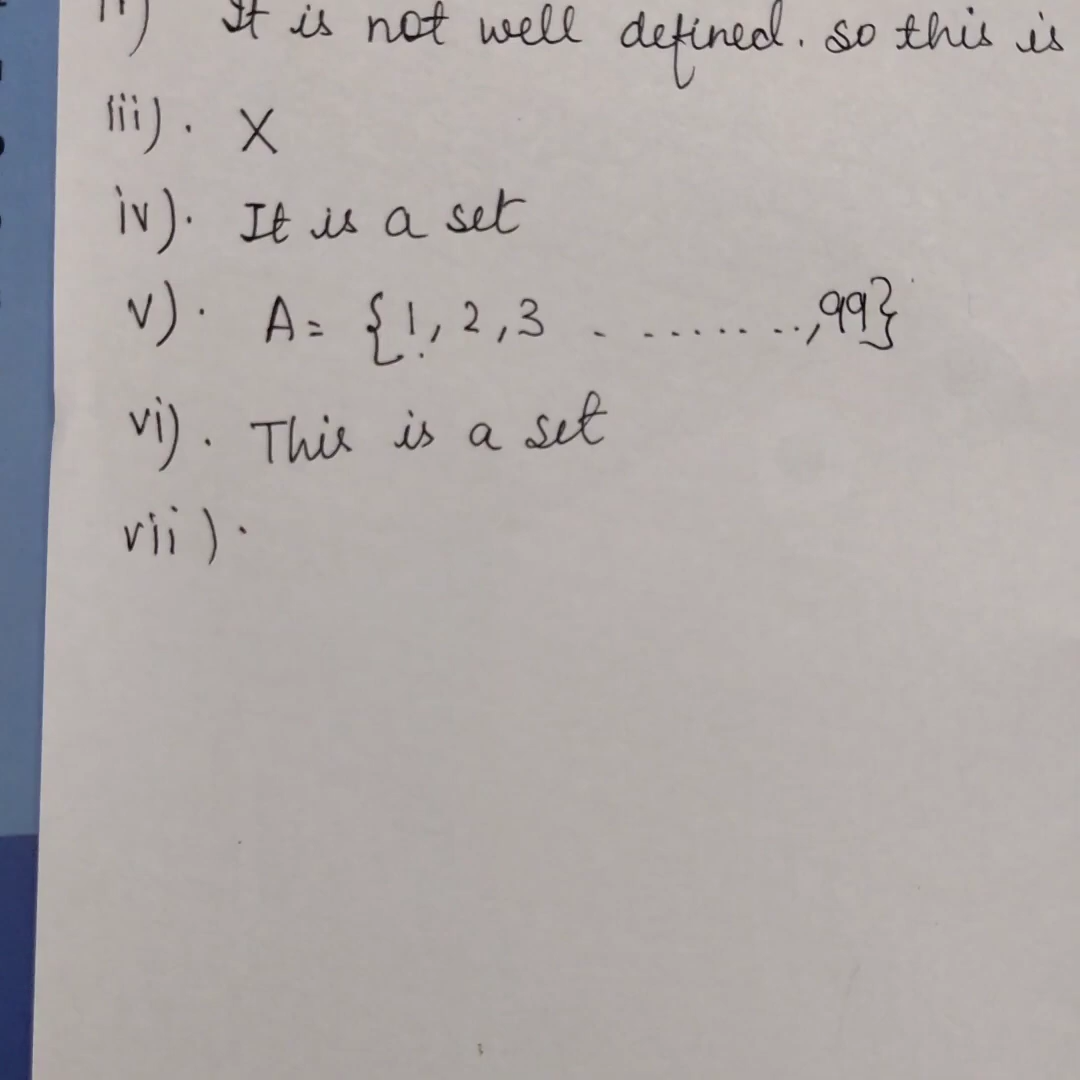 ii) It is not well defined. so this is
iii). X
iv). It is a set
v). A= {1, 2, 3 - ........, 99}
vi). This is a set
vii).